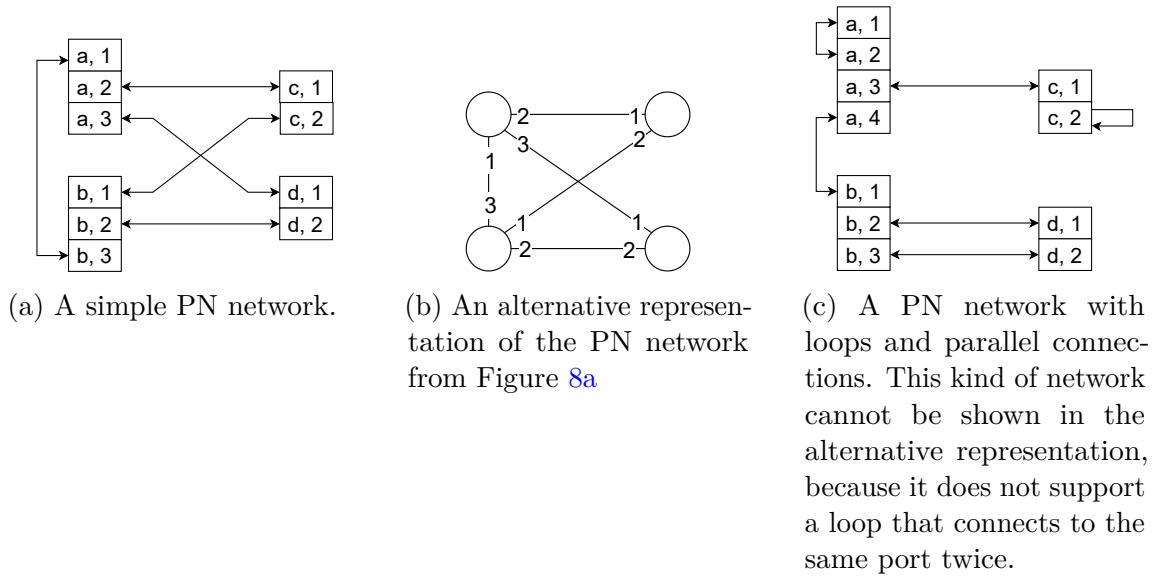 a, 1
a, 2
a, 3
b, 1
b, 2
b, 3
c, 1
c, 2
d, 1
d, 2
(a) A simple PN network.
2
1
3
2
1
3
1
1
2
2
(b) An alternative represen-
tation of the PN network
from Figure 8a
a, 1
a, 2
a, 3
a, 4
b, 1
b, 2
b, 3
c, 1
c, 2
d, 1
d, 2
(c) A PN network with
loops and parallel connec-
tions. This kind of network
cannot be shown in the
alternative representation,
because it does not support
a loop that connects to the
same port twice.